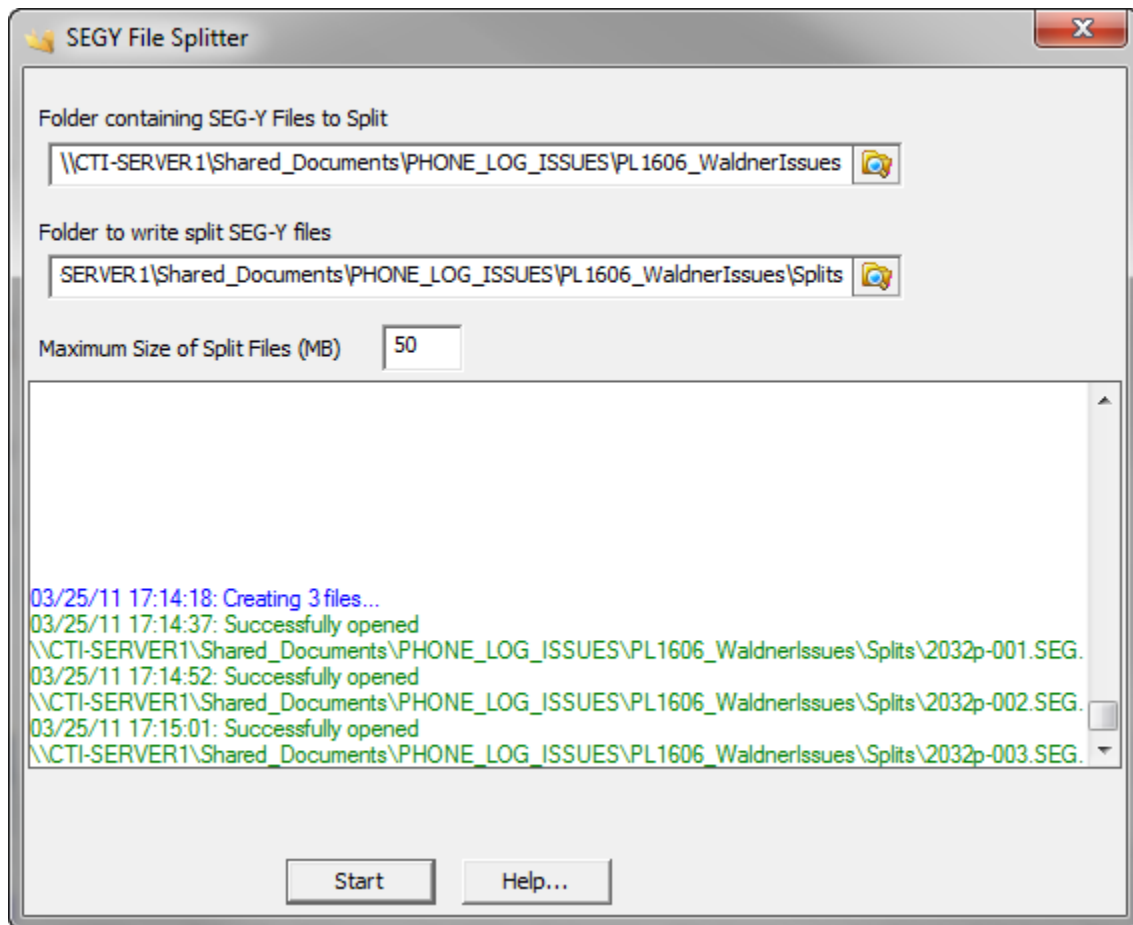 SEGY File Splitter
Folder containing SEG-Y Files to Split
\\CTI-SERVER1\Shared_Documents\PHONE_LOG_ISSUES\PL1606_WaldnerIssues
Folder to write split SEG-Y files
SERVER1\Shared_Documents\PHONE_LOG_ISSUES\PL1606_WaldnerIssues\Splits
Maximum Size of Split Files (MB) 50
03/25/11 17:14:18: Creating 3 files...
03/25/11 17:14:37: Successfully opened
\\CTI-SERVER1\Shared_Documents\PHONE_LOG_ISSUES\PL1606_WaldnerIssues\Splits\2032p-001.SEG.
03/25/11 17:14:52: Successfully opened
\\CTI-SERVER1\Shared_Documents\PHONE_LOG_ISSUES\PL1606_WaldnerIssues\Splits\2032p-002.SEG.
03/25/11 17:15:01: Successfully opened
\\CTI-SERVER1\Shared_Documents\PHONE_LOG_ISSUES\PL1606_WaldnerIssues\Splits\2032p-003.SEG.
Start Help...